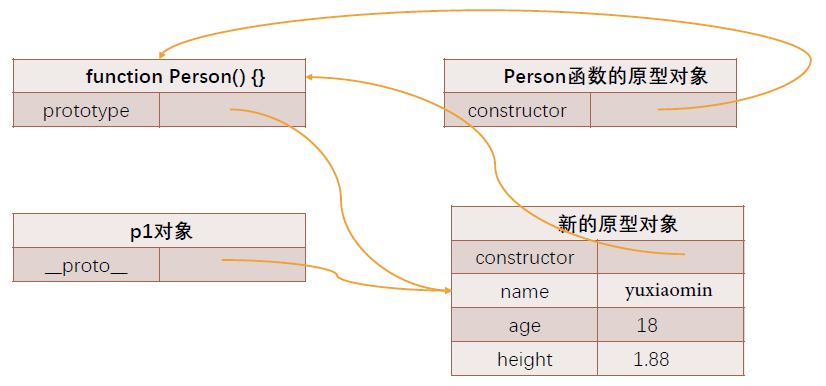 function Person() {}
prototype
Person函数的原型对象
constructor
p1对象
__proto__
新的原型对象
constructor
name yuxiaomin
age 18
height 1.88